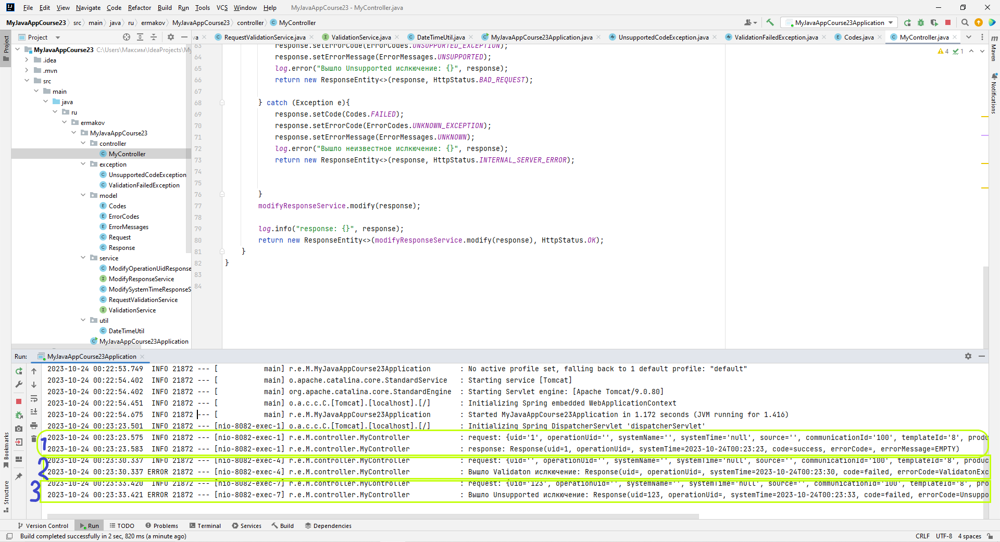 File Edit View Navigate Code Refactor Build Run Tools VCS Window Help MyJavaAppCourse23 - MyController.java
MyJavaAppCourse23 src main java ru ermakov MyJavaAppCourse23 controller MyController
MyJavaAppCourse23Application
Project
va RequestValidationService.java ValidationService.java DateTimeUtil.java MyJavaAppCourse23Application.java UnsupportedCodeException.java ValidationFailedException.java Codes.java MyController.java
Project
Maven
Notifications
Bookmarks
Structure
MyJavaAppCourse23 C:\Users\Максим\IdeaProjects\My
.idea
.mvn
src
main
java
ru
ermakov
MyJavaAppCourse23
controller
MyController
exception
UnsupportedCodeException
ValidationFailedException
model
Codes
ErrorCodes
ErrorMessages
Request
Response
service
ModifyOperationUidResponse
ModifyResponseService
ModifySystemTimeResponseS
RequestValidationService
ValidationService
util
DateTimeUtil
MyJavaAppCourse23Application
4 1
63 response.setErrorCode(ErrorCodes.UNSUPPORTED_EXCEPTION);
64 response.setErrorMessage(ErrorMessages.UNSUPPORTED);
65 log.error("Вышло Unsupported ислкючение: {}", response);
66 return new ResponseEntity<>(response, HttpStatus.BAD_REQUEST);
67
68 } catch (Exception e){
69 response.setCode(Codes.FAILED);
70 response.setErrorCode(ErrorCodes.UNKNOWN_EXCEPTION);
71 response.setErrorMessage(ErrorMessages.UNKNOWN);
72 log.error("Вышло неизвестное ислкючение: {}", response);
73 return new ResponseEntity<>(response, HttpStatus.INTERNAL_SERVER_ERROR);
74
75
76 }
77 modifyResponseService.modify(response);
78
79 log.info("response: {}", response);
80 return new ResponseEntity<>(modifyResponseService.modify(response), HttpStatus.OK);
81 }
82 }
83
84
Run: MyJavaAppCourse23Application
2023-10-24 00:22:53.749 INFO 21872 --- [ main] r.e.M.MyJavaAppCourse23Application : No active profile set, falling back to 1 default profile: "default"
2023-10-24 00:22:54.402 INFO 21872 --- [ main] o.apache.catalina.core.StandardService : Starting service [Tomcat]
2023-10-24 00:22:54.402 INFO 21872 --- [ main] org.apache.catalina.core.StandardEngine : Starting Servlet engine: [Apache Tomcat/9.0.80]
2023-10-24 00:22:54.451 INFO 21872 --- [ main] o.a.c.c.C.[Tomcat].[localhost].[/] : Initializing Spring embedded WebApplicationContext
2023-10-24 00:22:54.675 INFO 21872 --- [ main] r.e.M.MyJavaAppCourse23Application : Started MyJavaAppCourse23Application in 1.172 seconds (JVM running for 1.416)
2023-10-24 00:23:23.501 INFO 21872 --- [nio-8082-exec-1] o.a.c.c.C.[Tomcat].[localhost].[/] : Initializing Spring DispatcherServlet 'dispatcherServlet'
1
2023-10-24 00:23:23.575 INFO 21872 --- [nio-8082-exec-1] r.e.M.controller.MyController : request: {uid='1', operationUid='', systemName='', systemTime='null', source='', communicationId='100', templateId='8', produ
2023-10-24 00:23:23.583 INFO 21872 --- [nio-8082-exec-1] r.e.M.controller.MyController : response: Response(uid=1, operationUid=, systemTime=2023-10-24T00:23:23, code=success, errorCode=, errorMessage=EMPTY)
2
2023-10-24 00:23:30.337 INFO 21872 --- [nio-8082-exec-4] r.e.M.controller.MyController : request: {uid='', operationUid='', systemName='', systemTime='null', source='', communicationId='100', templateId='8', produc
2023-10-24 00:23:30.337 ERROR 21872 --- [nio-8082-exec-4] r.e.M.controller.MyController : Вышло Validaton ислкючение: Response(uid=, operationUid=, systemTime=2023-10-24T00:23:30, code=failed, errorCode=ValidatonExc
3
2023-10-24 00:23:33.420 INFO 21872 --- [nio-8082-exec-7] r.e.M.controller.MyController : request: {uid='123', operationUid='', systemName='', systemTime='null', source='', communicationId='100', templateId='8', pro
2023-10-24 00:23:33.421 ERROR 21872 --- [nio-8082-exec-7] r.e.M.controller.MyController : Вышло Unsupported ислкючение: Response(uid=123, operationUid=, systemTime=2023-10-24T00:23:33, code=failed, errorCode=Unsuppo
Version Control Run TODO Problems Terminal Services Build Dependencies
Build completed successfully in 2 sec, 820 ms (a minute ago) CRLF UTF-8 4 spaces